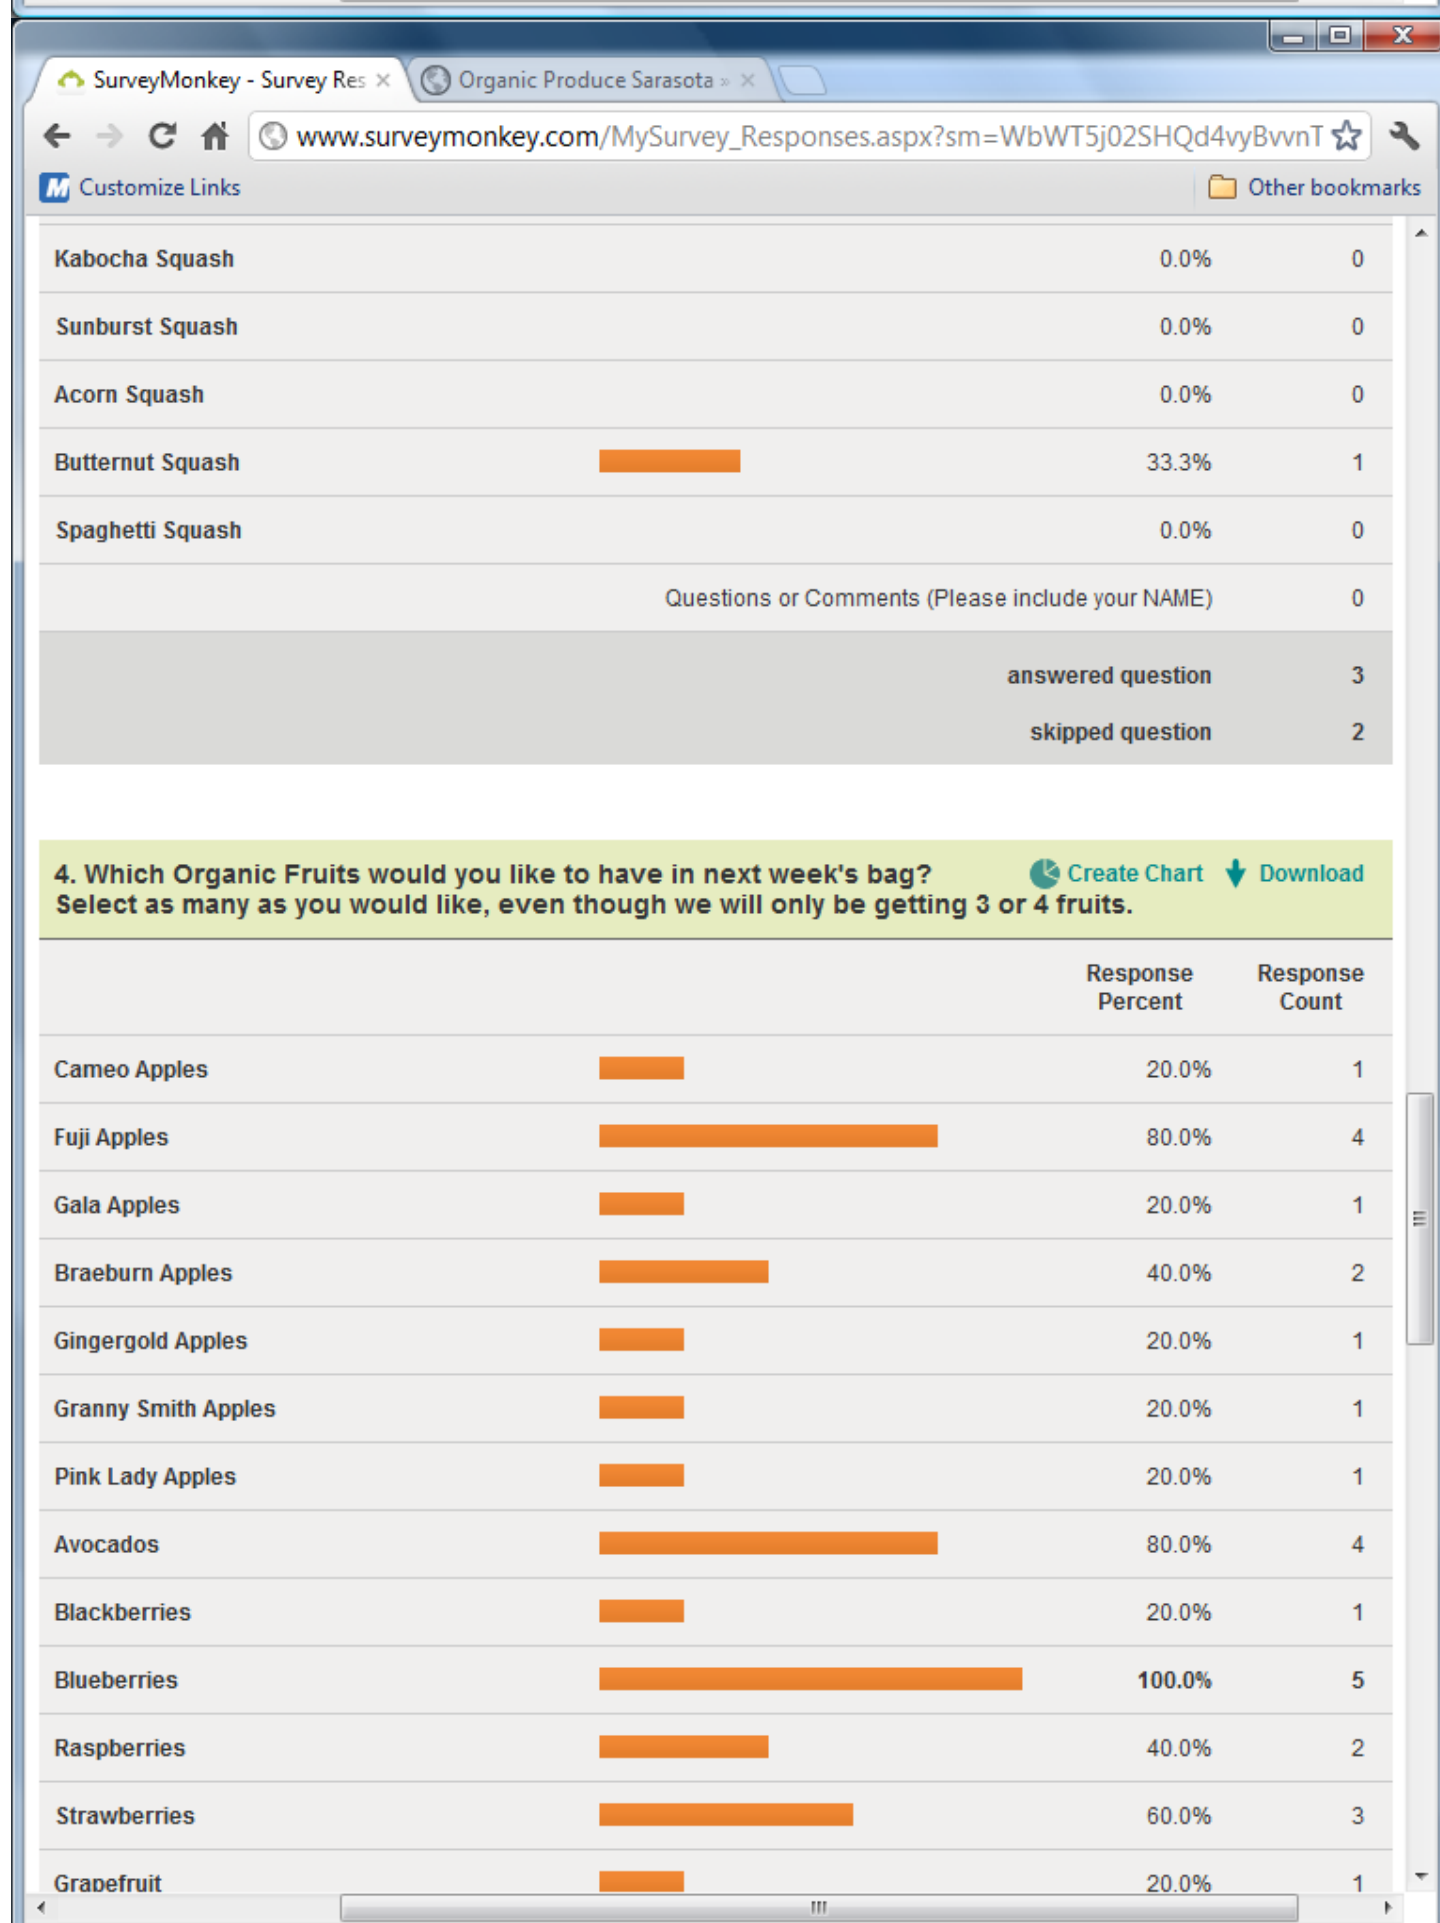 SurveyMonkey - Survey Res
Organic Produce Sarasota »
www.surveymonkey.com/MySurvey_Responses.aspx?sm=WbWT5j02SHQd4vyBvvnT
Customize Links Other bookmarks
Kabocha Squash 0.0% 0
Sunburst Squash 0.0% 0
Acorn Squash 0.0% 0
Butternut Squash 33.3% 1
Spaghetti Squash 0.0% 0
Questions or Comments (Please include your NAME) 0
answered question 3
skipped question 2
4. Which Organic Fruits would you like to have in next week's bag? Create Chart Download
Select as many as you would like, even though we will only be getting 3 or 4 fruits.
Response Response
Percent Count
Cameo Apples 20.0% 1
Fuji Apples 80.0% 4
Gala Apples 20.0% 1
Braeburn Apples 40.0% 2
Gingergold Apples 20.0% 1
Granny Smith Apples 20.0% 1
Pink Lady Apples 20.0% 1
Avocados 80.0% 4
Blackberries 20.0% 1
Blueberries 100.0% 5
Raspberries 40.0% 2
Strawberries 60.0% 3
Grapefruit 20.0% 1